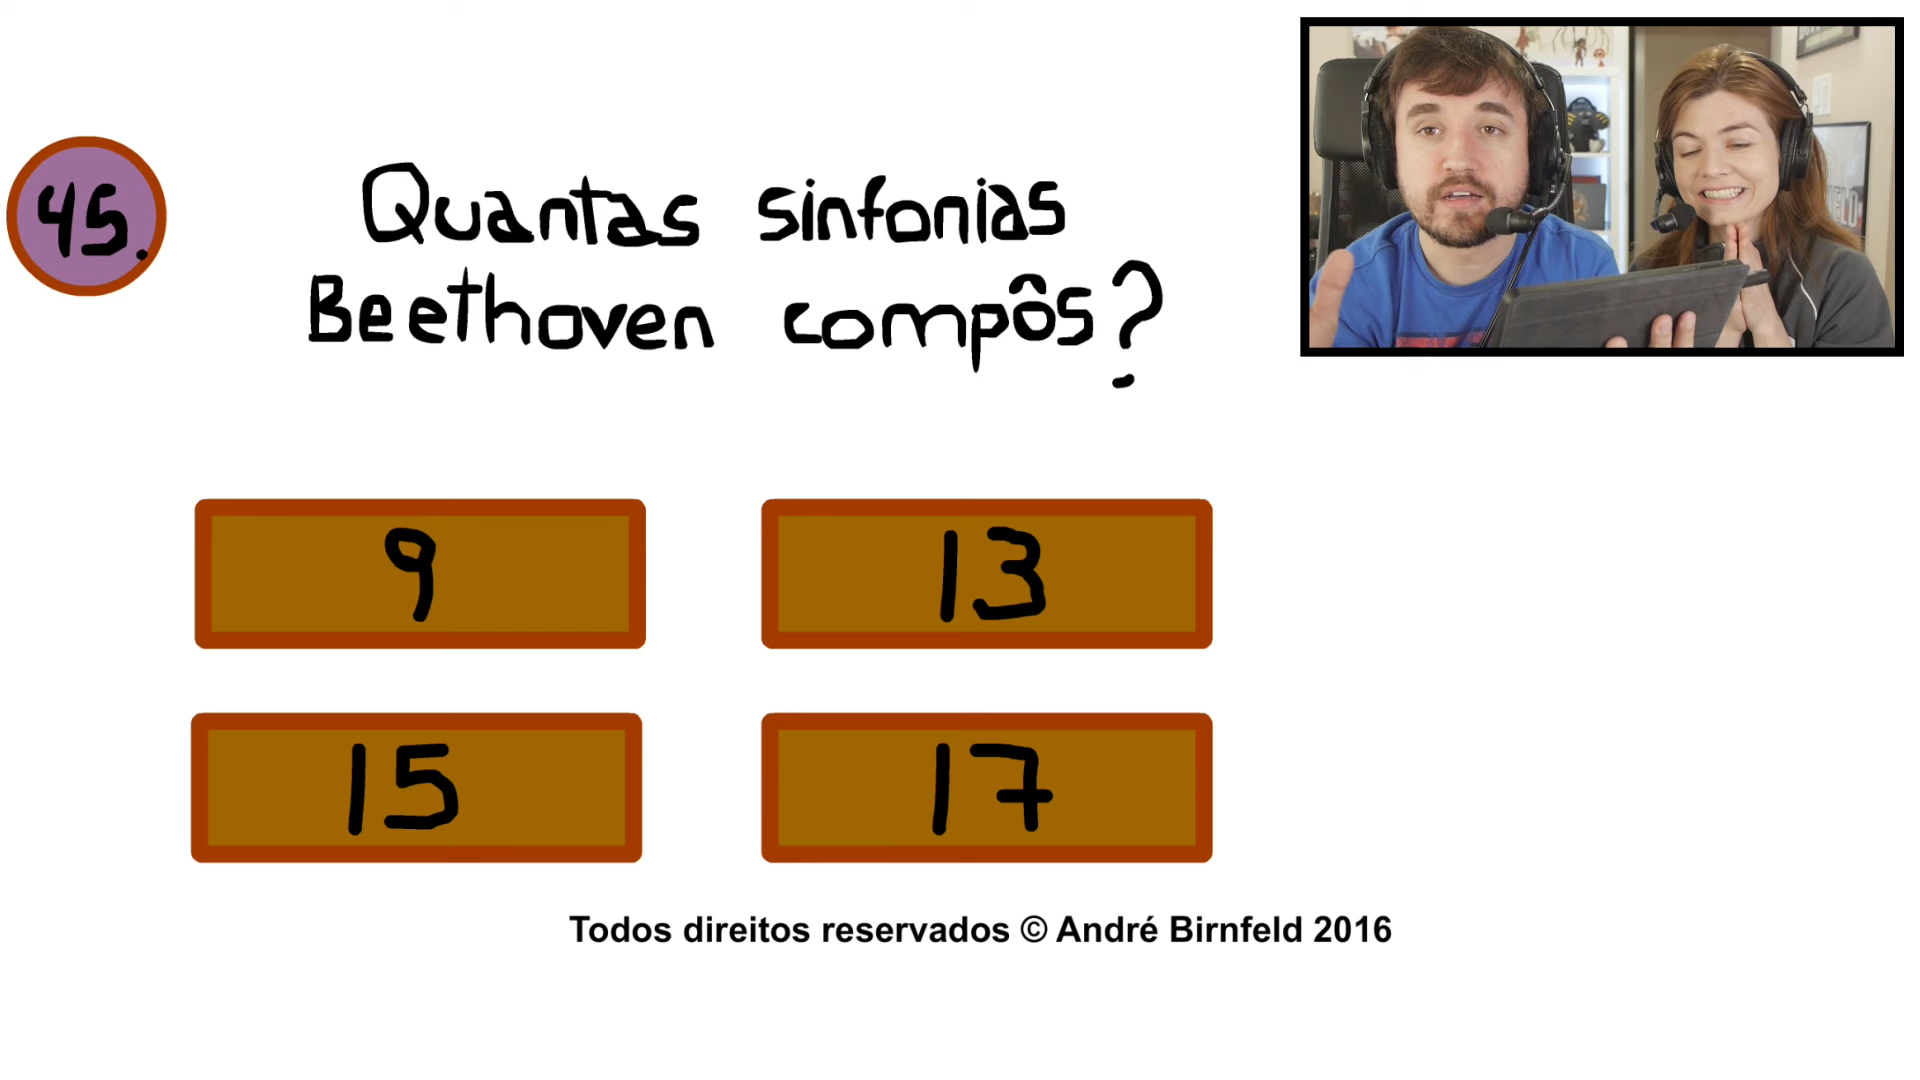 45.
Quantas sinfonias
Beethoven compôs?
9
13
15
17
Todos direitos reservados © André Birnfeld 2016